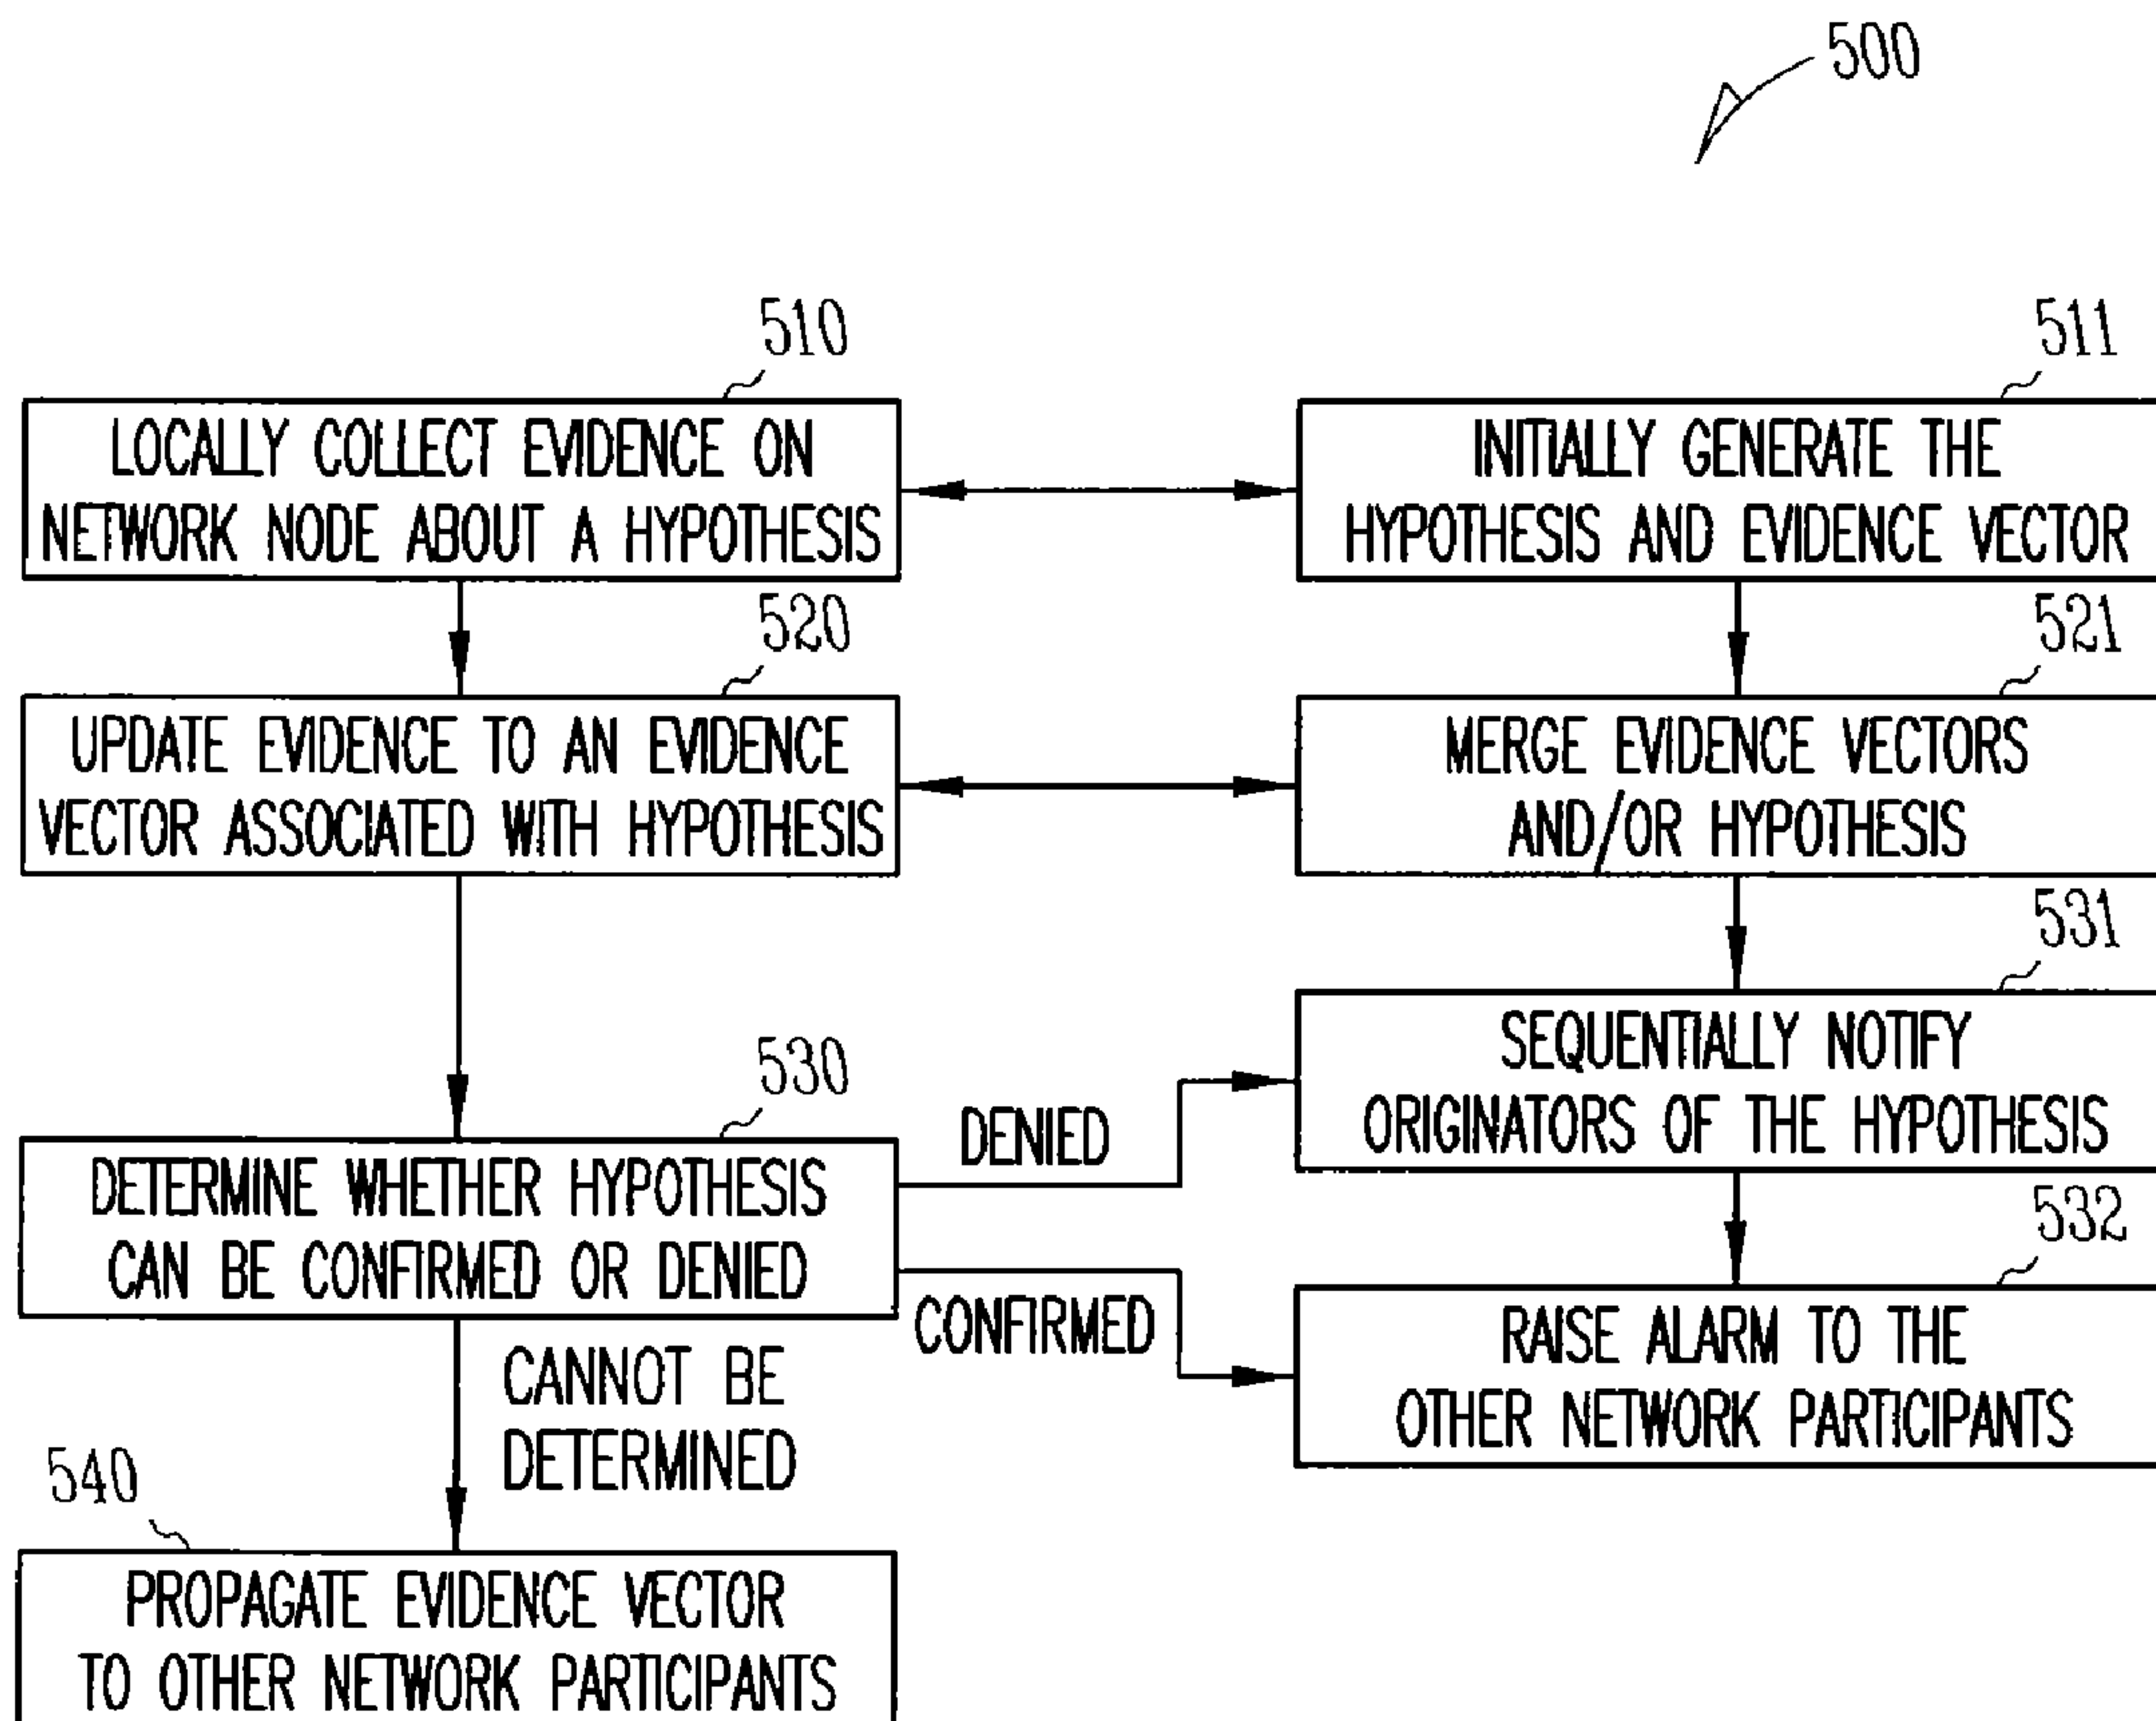 500
510
LOCALLY COLLECT EVIDENCE ON
NETWORK NODE ABOUT A HYPOTHESIS
511
INITIALLY GENERATE THE
HYPOTHESIS AND EVIDENCE VECTOR
520
UPDATE EVIDENCE TO AN EVIDENCE
VECTOR ASSOCIATED WITH HYPOTHESIS
521
MERGE EVIDENCE VECTORS
AND/OR HYPOTHESIS
531
SEQUENTIALLY NOTIFY
ORIGINATORS OF THE HYPOTHESIS
530
DETERMINE WHETHER HYPOTHESIS
CAN BE CONFIRMED OR DENIED
DENIED
CONFIRMED
532
RAISE ALARM TO THE
OTHER NETWORK PARTICIPANTS
CANNOT BE
DETERMINED
540
PROPAGATE EVIDENCE VECTOR
TO OTHER NETWORK PARTICIPANTS